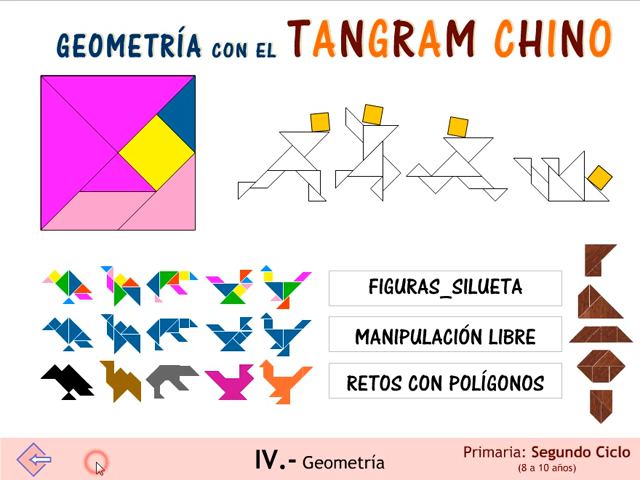 GEOMETRÍA CON EL TANGRAM CHINO
FIGURAS_SILUETA
MANIPULACIÓN LIBRE
RETOS CON POLÍGONOS
IV.- Geometría
Primaria: Segundo Ciclo
(8 a 10 años)